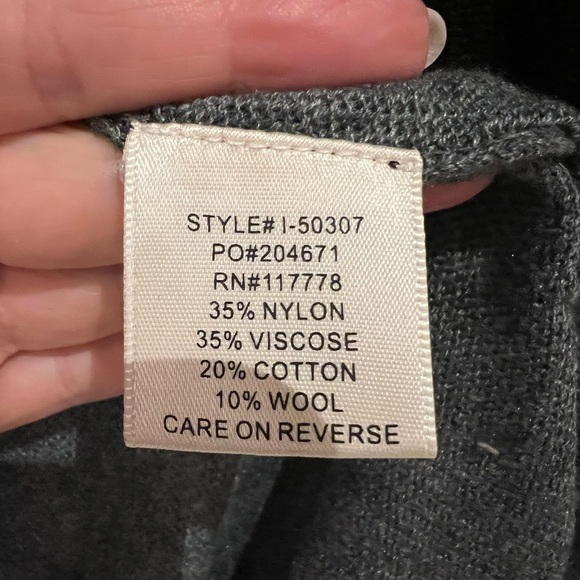 STYLE# I-50307
PO#204671
RN#117778
35% NYLON
35% VISCOSE
20% COTTON
10% WOOL
CARE ON REVERSE